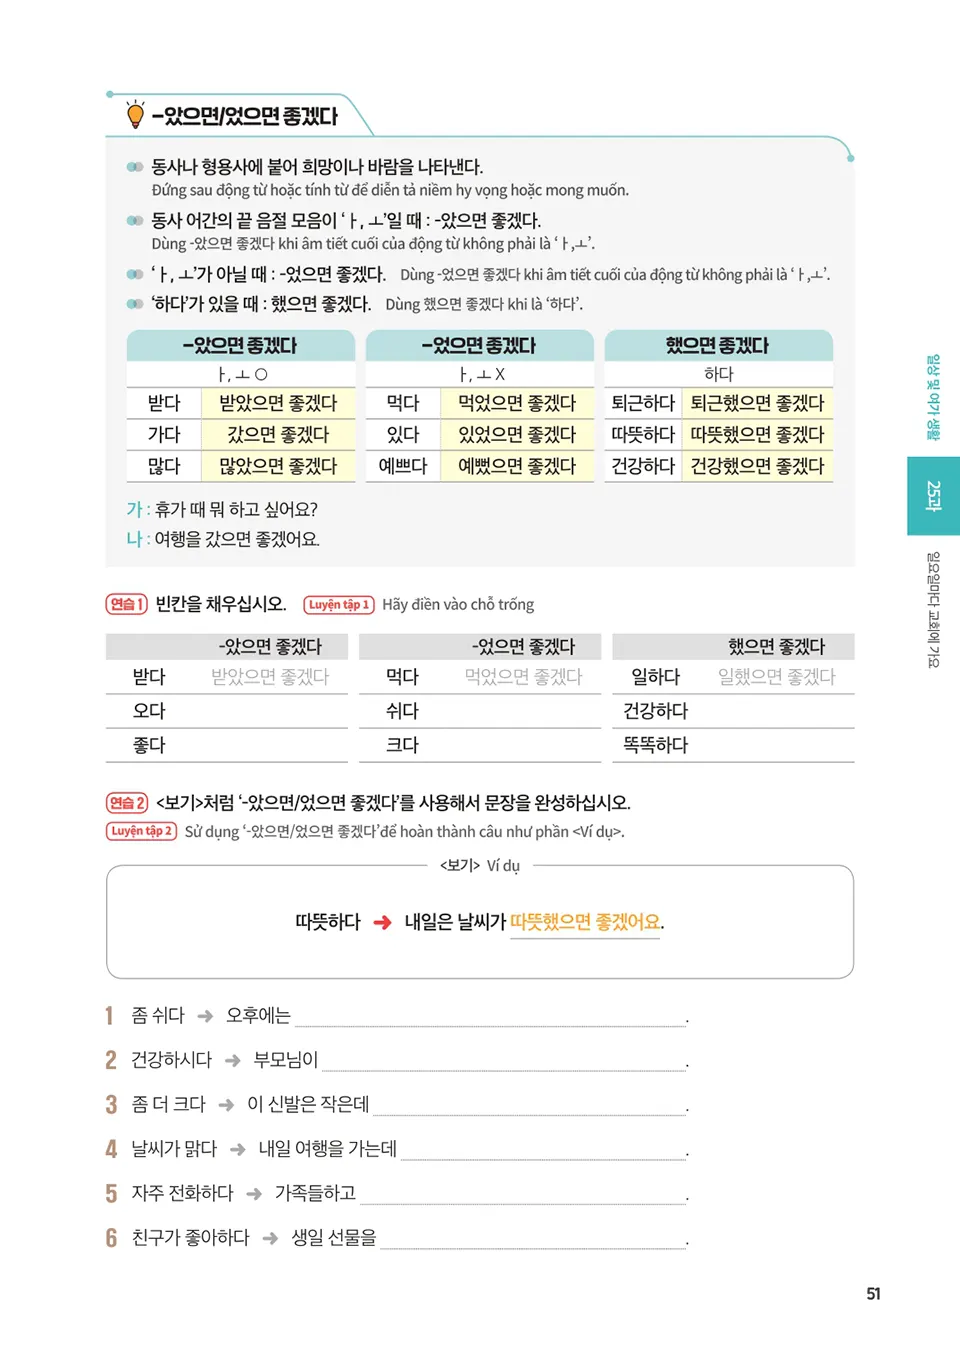 -았으면/었으면 좋겠다
동사나 형용사에 붙어 희망이나 바람을 나타낸다.
Đứng sau động từ hoặc tính từ để diễn tả niềm hy vọng hoặc mong muốn.
동사 어간의 끝 음절 모음이 ‘ㅏ, ㅗ’일 때 : -았으면 좋겠다.
Dùng -았으면 좋겠다 khi âm tiết cuối của động từ không phải là ‘ㅏ,ㅗ’.
‘ㅏ, ㅗ’가 아닐 때 : -었으면 좋겠다. Dùng -었으면 좋겠다 khi âm tiết cuối của động từ không phải là ‘ㅏ,ㅗ’.
‘하다’가 있을 때 : 했으면 좋겠다. Dùng 했으면 좋겠다 khi là ‘하다’.
-았으면 좋겠다 -었으면 좋겠다 했으면 좋겠다
ㅏ, ㅗ O ㅏ, ㅗ X 하다
받다 받았으면 좋겠다 먹다 먹었으면 좋겠다 퇴근하다 퇴근했으면 좋겠다
가다 갔으면 좋겠다 있다 있었으면 좋겠다 따뜻하다 따뜻했으면 좋겠다
많다 많았으면 좋겠다 예쁘다 예뻤으면 좋겠다 건강하다 건강했으면 좋겠다
가 : 휴가 때 뭐 하고 싶어요?
나 : 여행을 갔으면 좋겠어요.
연습 1 빈칸을 채우십시오. Luyện tập 1 Hãy điền vào chỗ trống
-았으면 좋겠다 -었으면 좋겠다 했으면 좋겠다
받다 받았으면 좋겠다 먹다 먹었으면 좋겠다 일하다 일했으면 좋겠다
오다 쉬다 건강하다
좋다 크다 똑똑하다
연습 2 <보기>처럼 ‘-았으면/었으면 좋겠다’를 사용해서 문장을 완성하십시오.
Luyện tập 2 Sử dụng ‘-았으면/었으면 좋겠다’để hoàn thành câu như phần <Ví dụ>.
<보기> Ví dụ
따뜻하다 ➜ 내일은 날씨가 따뜻했으면 좋겠어요.
1 좀 쉬다 ➜ 오후에는 .
2 건강하시다 ➜ 부모님이 .
3 좀 더 크다 ➜ 이 신발은 작은데 .
4 날씨가 맑다 ➜ 내일 여행을 가는데 .
5 자주 전화하다 ➜ 가족들하고 .
6 친구가 좋아하다 ➜ 생일 선물을 .
일상 및 여가 생활
25과
일요일마다 교회에 가요
51